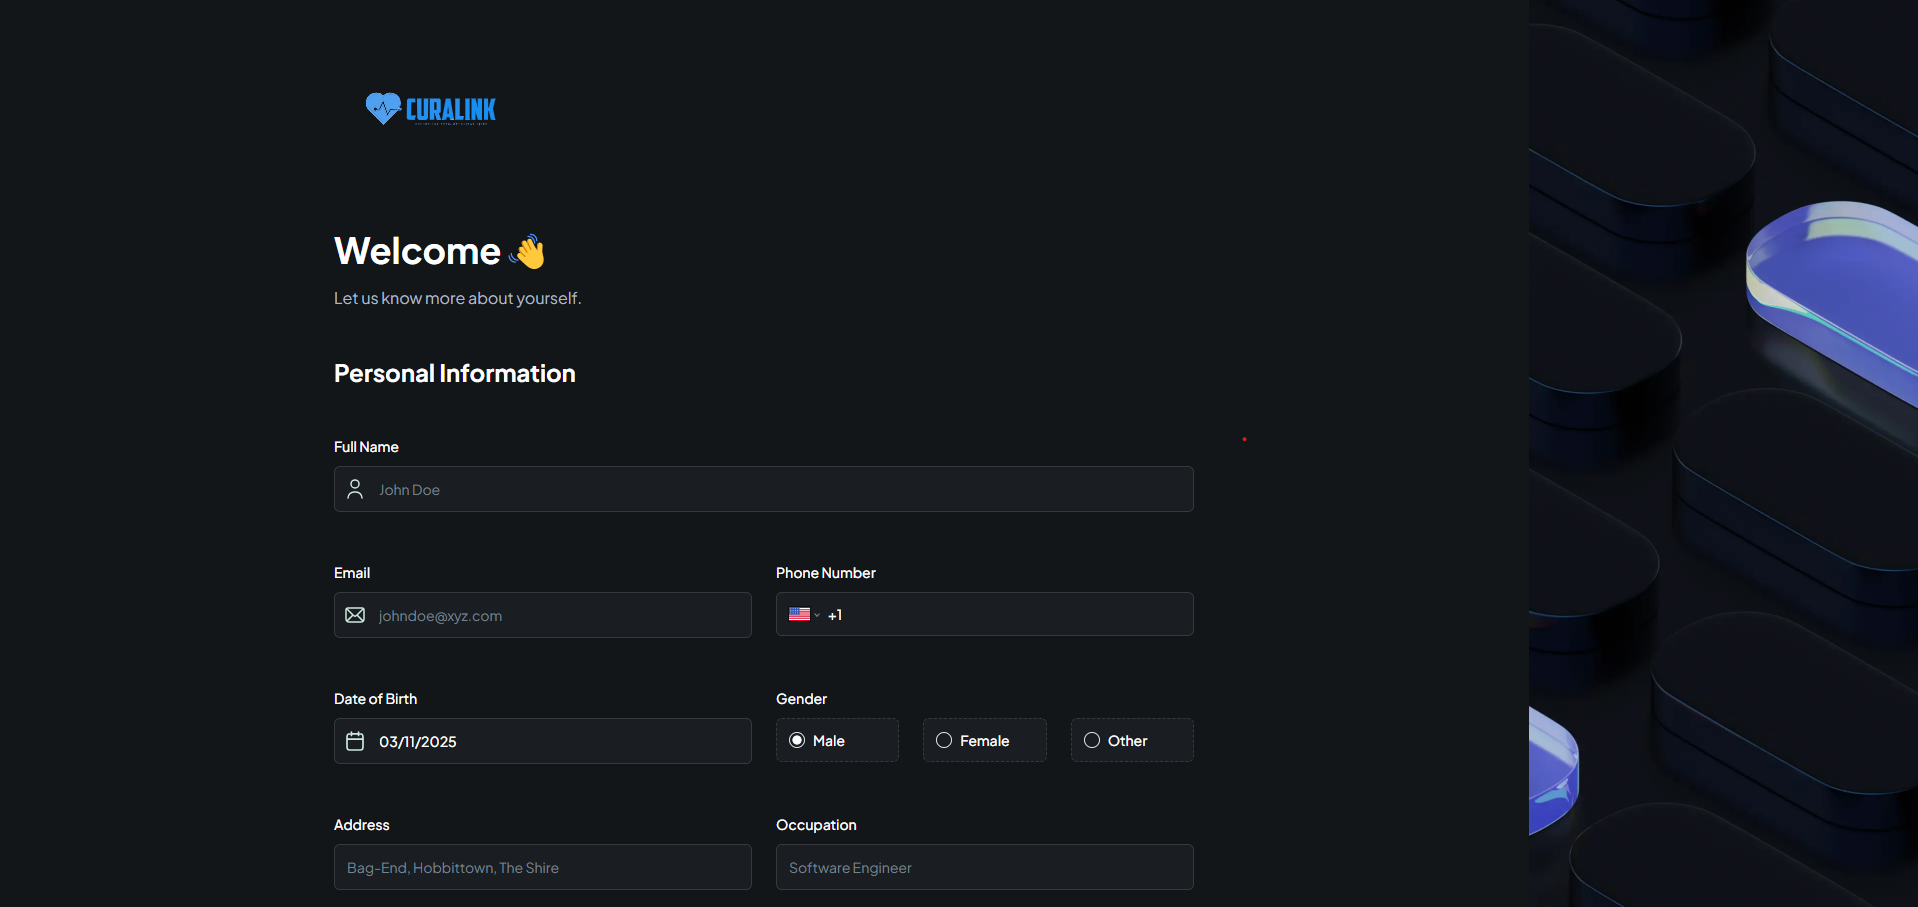 CURALINK
Welcome 👋
Let us know more about yourself.
Personal Information
Full Name
John Doe
Email
Phone Number
johndoe@xyz.com
+1
Date of Birth
Gender
03/11/2025
Male
Female
Other
Address
Occupation
Bag-End, Hobbittown, The Shire
Software Engineer